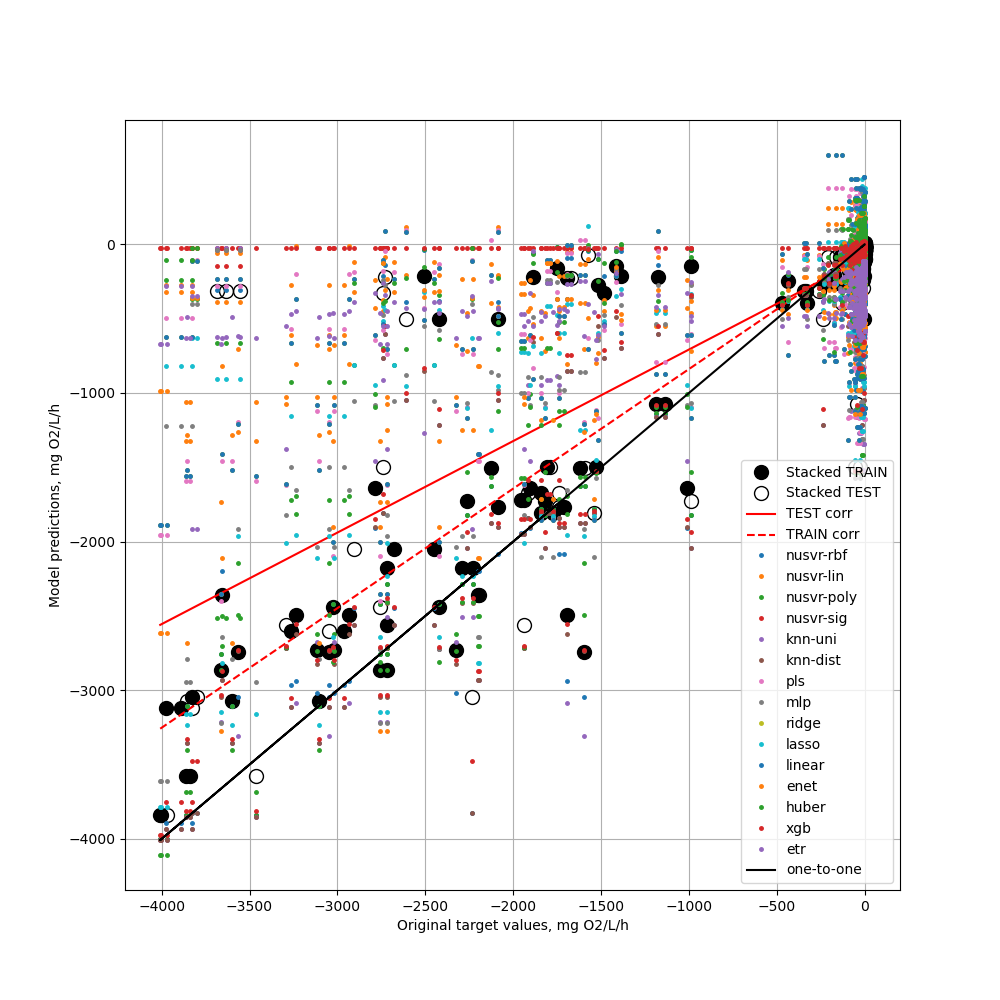 0
−1000
−2000
−3000
−4000
Model predictions, mg O2/L/h
−4000 −3500 −3000 −2500 −2000 −1500 −1000 −500 0
Original target values, mg O2/L/h
Stacked TRAIN
Stacked TEST
TEST corr
TRAIN corr
nusvr-rbf
nusvr-lin
nusvr-poly
nusvr-sig
knn-uni
knn-dist
pls
mlp
ridge
lasso
linear
enet
huber
xgb
etr
one-to-one